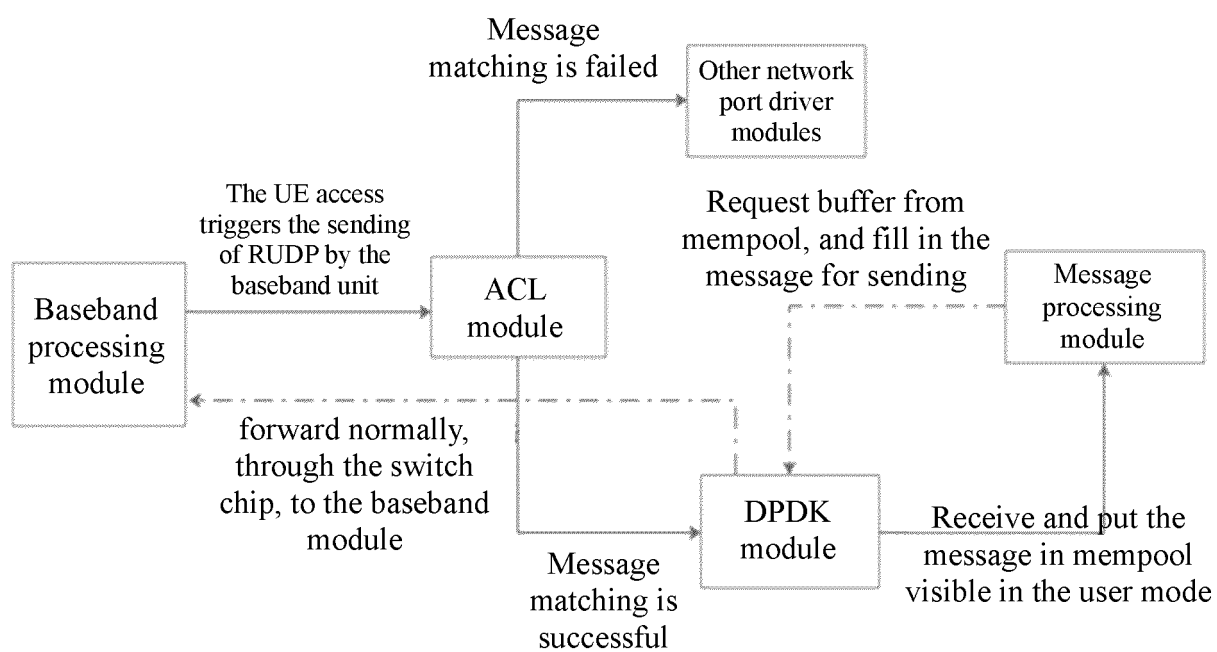 Message
matching is failed
Other network
port driver
modules
The UE access
triggers the sending
of RUDP by the
baseband unit
Request buffer from
mempool, and fill in the
message for sending
Baseband
processing
module
ACL
module
Message
processing
module
forward normally,
through the switch
chip, to the baseband
module
DPDK
module
Message
matching is
successful
Receive and put the
message in mempool
visible in the user mode